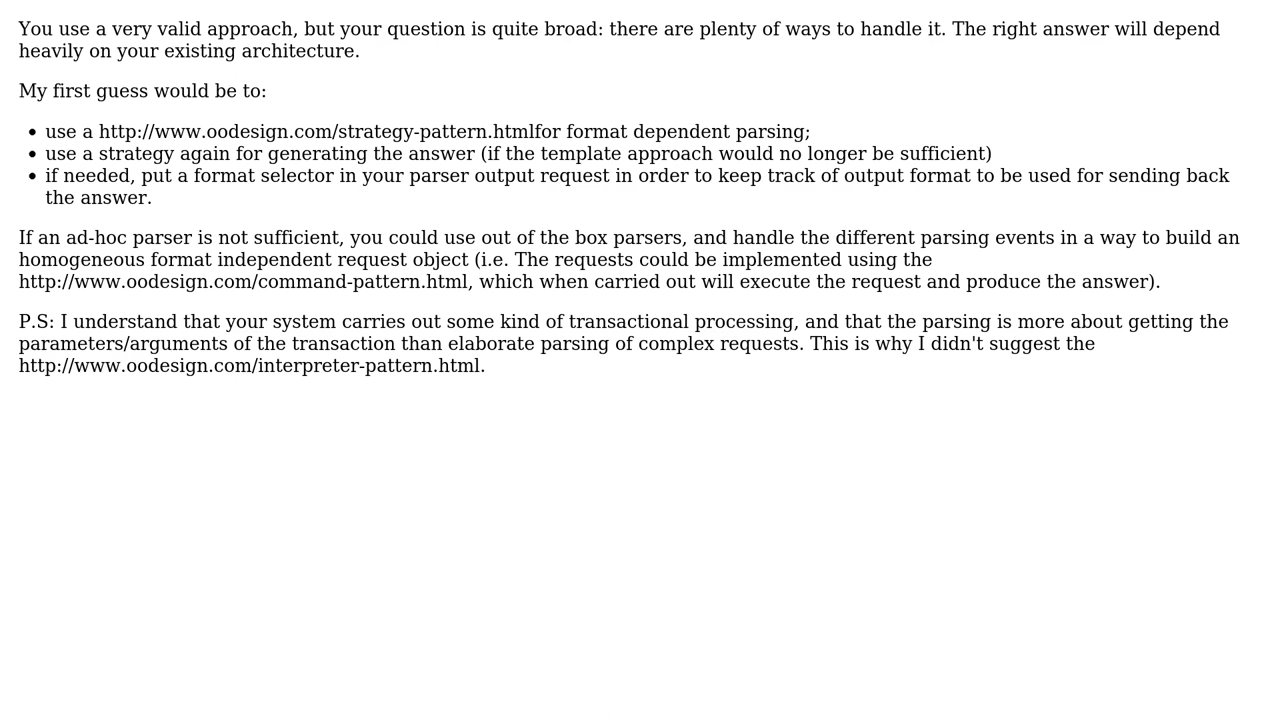 You use a very valid approach, but your question is quite broad: there are plenty of ways to handle it. The right answer will depend
heavily on your existing architecture.
My first guess would be to:
• use a http://www.oodesign.com/strategy-pattern.htmlfor format dependent parsing;
• use a strategy again for generating the answer (if the template approach would no longer be sufficient)
• if needed, put a format selector in your parser output request in order to keep track of output format to be used for sending back
the answer.
If an ad-hoc parser is not sufficient, you could use out of the box parsers, and handle the different parsing events in a way to build an
homogeneous format independent request object (i.e. The requests could be implemented using the
http://www.oodesign.com/command-pattern.html, which when carried out will execute the request and produce the answer).
P.S: I understand that your system carries out some kind of transactional processing, and that the parsing is more about getting the
parameters/arguments of the transaction than elaborate parsing of complex requests. This is why I didn't suggest the
http://www.oodesign.com/interpreter-pattern.html.